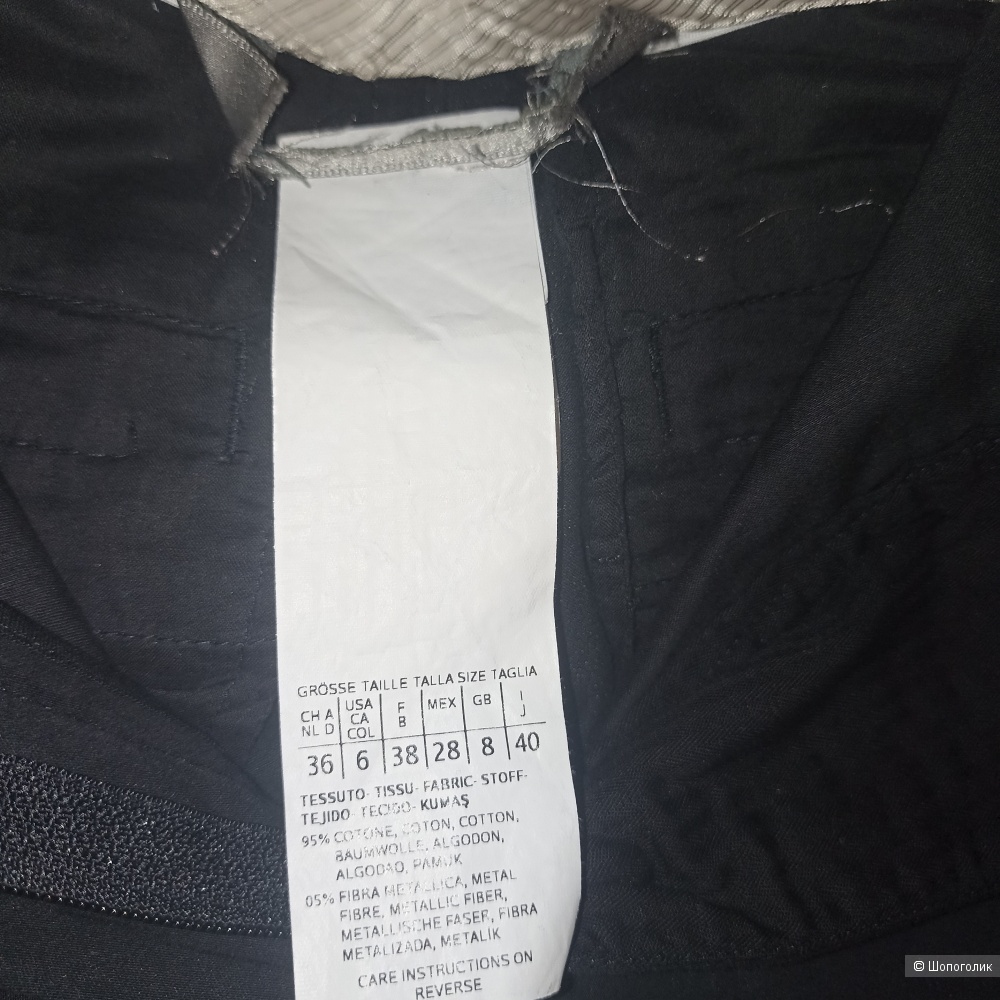 GRÖSSE TAILLE TALLA SIZE TAGLIA
CH A NL D | USA CA COL | F B | MEX | GB | I J
36 | 6 | 38 | 28 | 8 | 40
TESSUTO- TISSU- FABRIC- STOFF-
TEJIDO- TECIDO- KUMAŞ
95% COTONE, COTON, COTTON,
BAUMWOLLE, ALGODON,
ALGODAO, PAMUK
05% FIBRA METALLICA, METAL
FIBRE, METALLIC FIBER,
METALLISCHE FASER, FIBRA
METALIZADA, METALIK
CARE INSTRUCTIONS ON
REVERSE
© Шопоголик